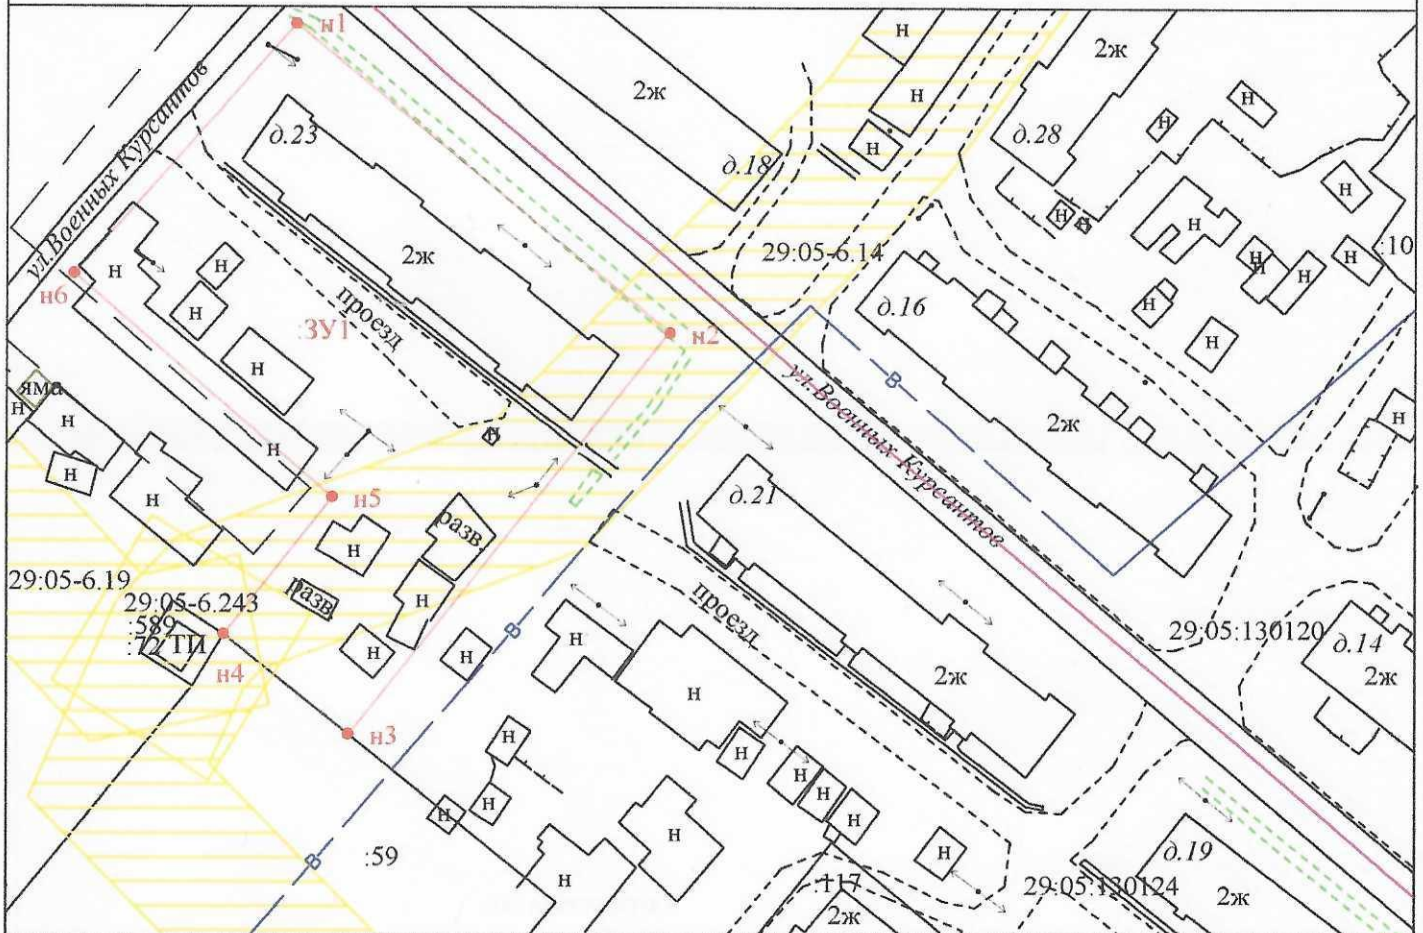 н1
ул.Военных Курсантов
д.23
2ж
2ж
д.18
н
н
н
2ж
д.28
н
н
н
н
н
н
:10
н
н
н
н
н
н
29:05-6.14
д.16
2ж
н
н6
н
н
н
н
проезд
:ЗУ1
н2
ул. Военных Курсантов
В
яма
н
н
н
н
н
н
н5
н
разв.
разв.
н
н
н
д.21
2ж
проезд
29:05-6.19
29:05-6.243
:589
:72
ТП
н4
н3
В
В
:59
н
н
н
н
н
н
н
н
н
н
н
н
н
29:05:130120
д.14
2ж
д.19
2ж
:117
2ж
29:05:130124